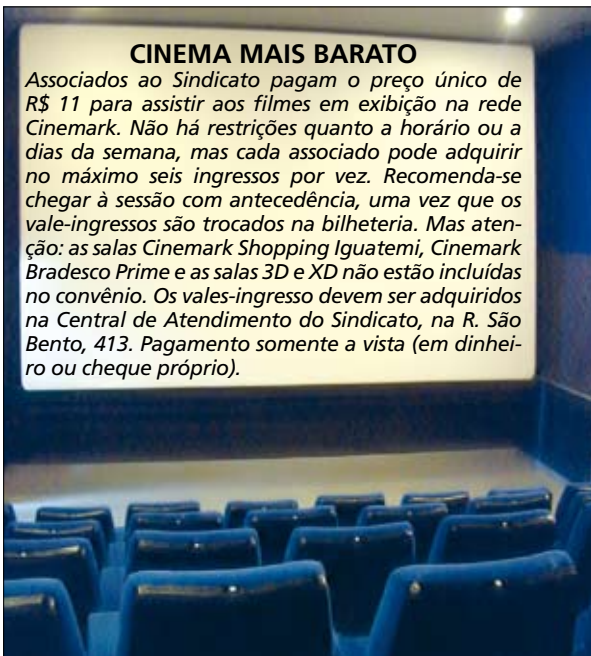 CINEMA MAIS BARATO
Associados ao Sindicato pagam o preço único de
R$ 11 para assistir aos filmes em exibição na rede
Cinemark. Não há restrições quanto a horário ou a
dias da semana, mas cada associado pode adquirir
no máximo seis ingressos por vez. Recomenda-se
chegar à sessão com antecedência, uma vez que os
vale-ingressos são trocados na bilheteria. Mas aten-
ção: as salas Cinemark Shopping Iguatemi, Cinemark
Bradesco Prime e as salas 3D e XD não estão incluídas
no convênio. Os vales-ingresso devem ser adquiridos
na Central de Atendimento do Sindicato, na R. São
Bento, 413. Pagamento somente a vista (em dinhei-
ro ou cheque próprio).